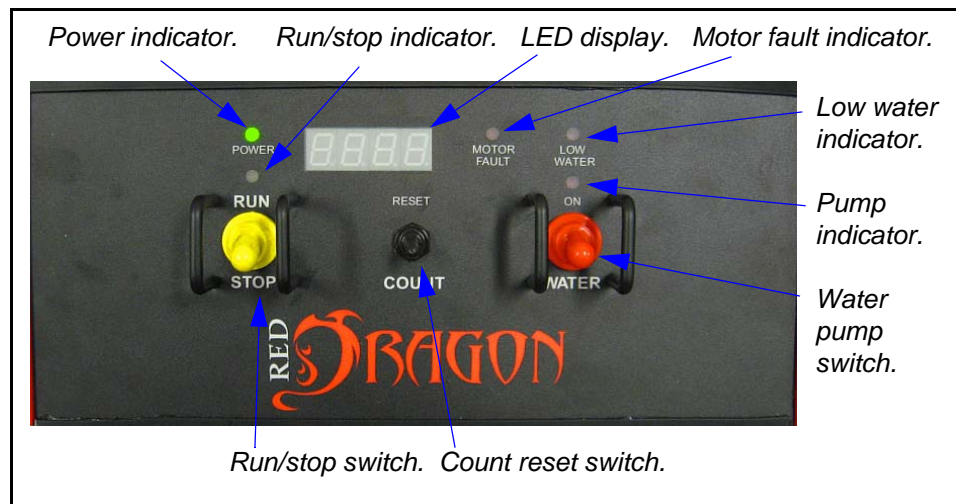 Power indicator. Run/stop indicator. LED display. Motor fault indicator.
Low water
indicator.
POWER
MOTOR
FAULT
LOW
WATER
RUN
RESET
ON
Pump
indicator.
STOP
COUNT
WATER
Water
pump
switch.
RED
DRAGON
Run/stop switch. Count reset switch.